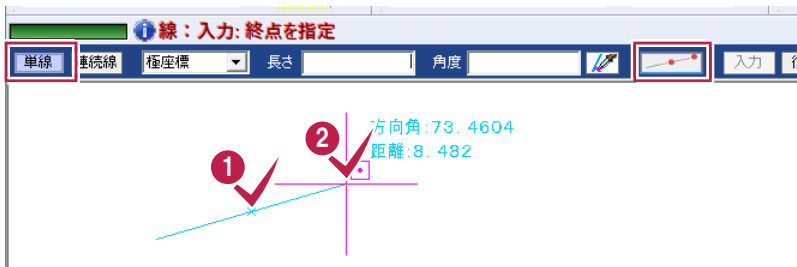 線：入力: 終点を指定
単線 連続線 極座標 長さ 角度 入力
方向角:73. 4604
距離:8. 482
1
2